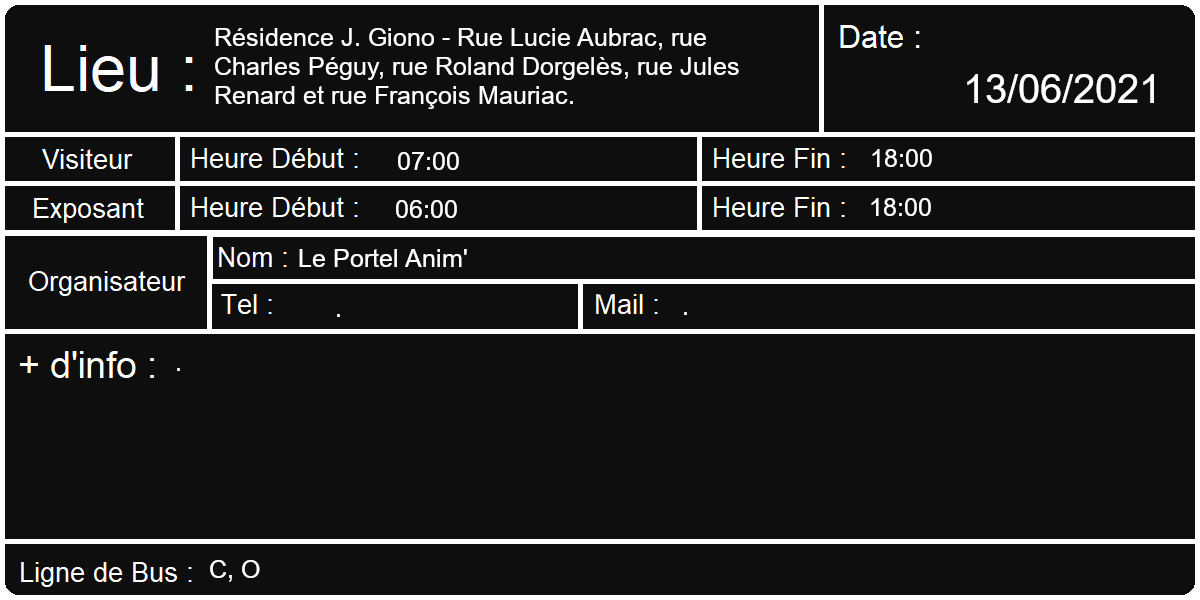 Lieu : Résidence J. Giono - Rue Lucie Aubrac, rue
Charles Péguy, rue Roland Dorgelès, rue Jules
Renard et rue François Mauriac.
Date :
13/06/2021
Visiteur Heure Début : 07:00 Heure Fin : 18:00
Exposant Heure Début : 06:00 Heure Fin : 18:00
Organisateur
Nom : Le Portel Anim'
Tel : . Mail : .
+ d'info : .
Ligne de Bus : C, O